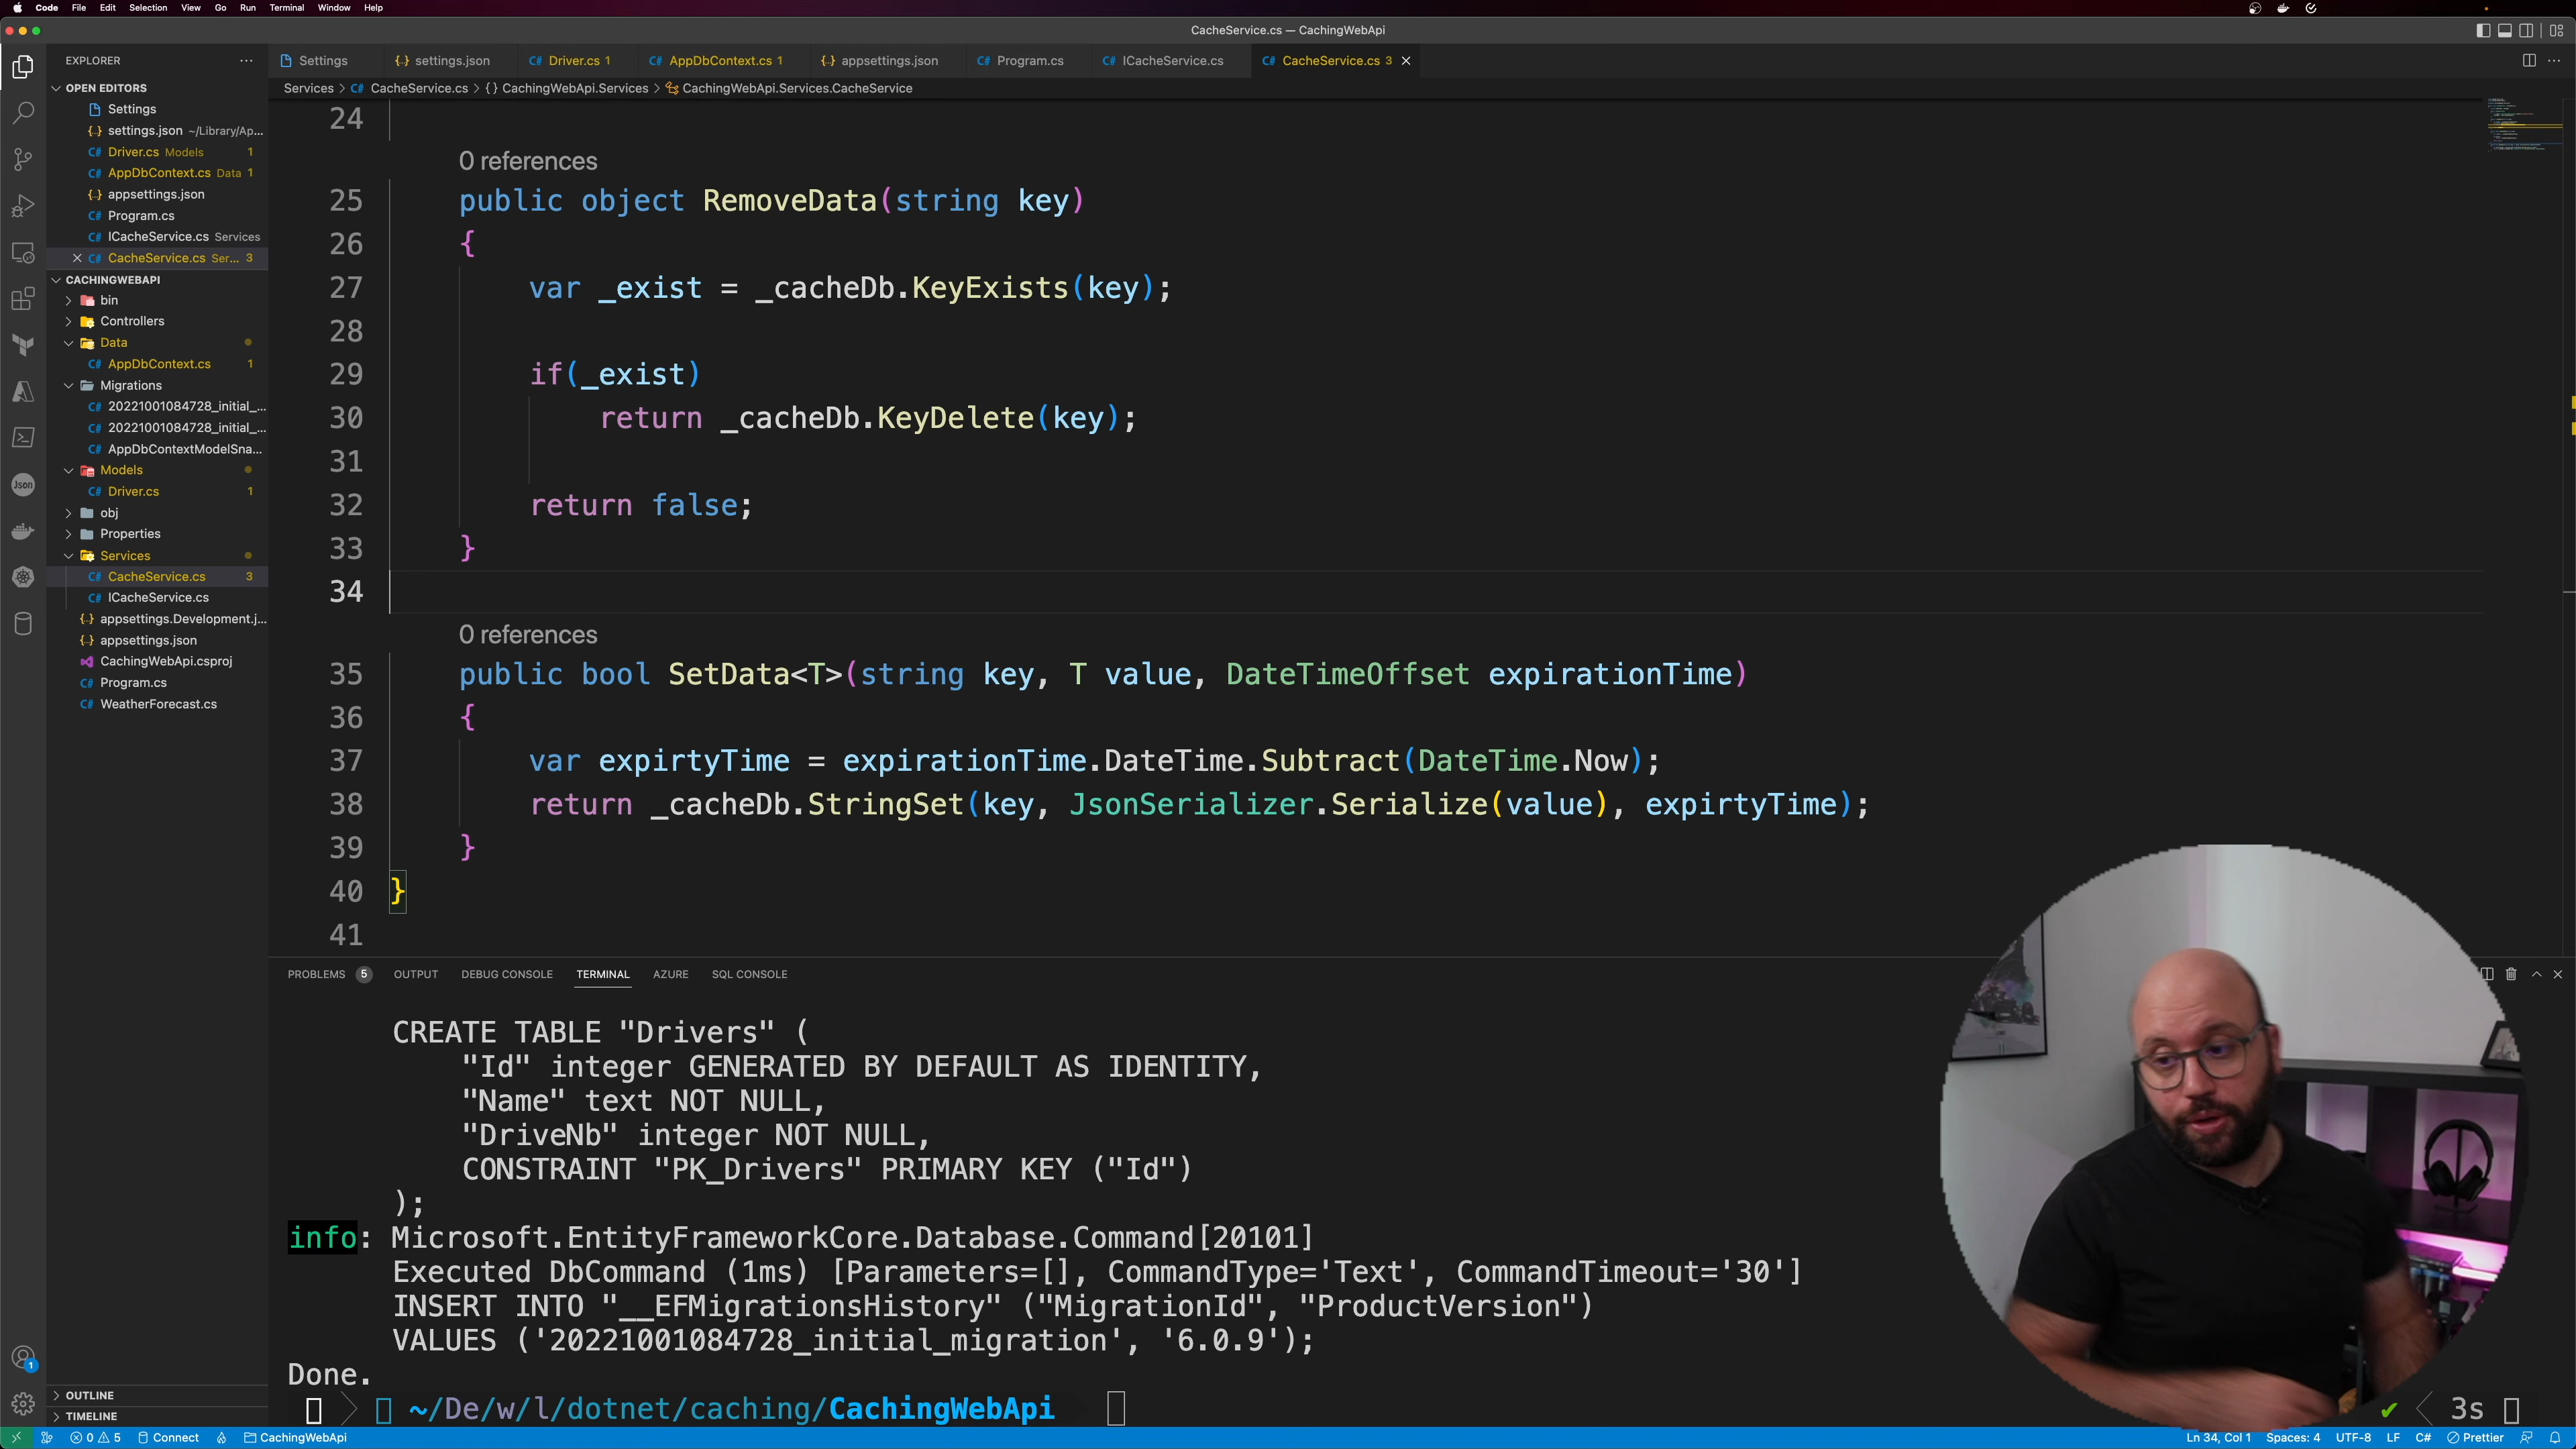 Code File Edit Selection View Go Run Terminal Window Help
CacheService.cs — CachingWebApi
EXPLORER
Settings settings.json Driver.cs 1 AppDbContext.cs 1 appsettings.json Program.cs ICacheService.cs CacheService.cs 3
Services > CacheService.cs > {} CachingWebApi.Services > CachingWebApi.Services.CacheService
OPEN EDITORS
Settings
settings.json ~/Library/Ap...
Driver.cs Models 1
AppDbContext.cs Data 1
appsettings.json
Program.cs
ICacheService.cs Services
CacheService.cs Ser... 3
CACHINGWEBAPI
bin
Controllers
Data
AppDbContext.cs 1
Migrations
20221001084728_initial_...
20221001084728_initial_...
AppDbContextModelSna...
Models
Driver.cs 1
obj
Properties
Services
CacheService.cs 3
ICacheService.cs
appsettings.Development.j...
appsettings.json
CachingWebApi.csproj
Program.cs
WeatherForecast.cs
OUTLINE
TIMELINE
24
0 references
25 public object RemoveData(string key)
26 {
27 var _exist = _cacheDb.KeyExists(key);
28
29 if(_exist)
30 return _cacheDb.KeyDelete(key);
31
32 return false;
33 }
34
0 references
35 public bool SetData<T>(string key, T value, DateTimeOffset expirationTime)
36 {
37 var expirtyTime = expirationTime.DateTime.Subtract(DateTime.Now);
38 return _cacheDb.StringSet(key, JsonSerializer.Serialize(value), expirtyTime);
39 }
40 }
41
PROBLEMS 5 OUTPUT DEBUG CONSOLE TERMINAL AZURE SQL CONSOLE
CREATE TABLE "Drivers" (
"Id" integer GENERATED BY DEFAULT AS IDENTITY,
"Name" text NOT NULL,
"DriveNb" integer NOT NULL,
CONSTRAINT "PK_Drivers" PRIMARY KEY ("Id")
);
info: Microsoft.EntityFrameworkCore.Database.Command[20101]
Executed DbCommand (1ms) [Parameters=[], CommandType='Text', CommandTimeout='30']
INSERT INTO "__EFMigrationsHistory" ("MigrationId", "ProductVersion")
VALUES ('20221001084728_initial_migration', '6.0.9');
Done.
~/De/w/l/dotnet/caching/CachingWebApi
3s
0 5 Connect CachingWebApi
Ln 34, Col 1 Spaces: 4 UTF-8 LF C# Prettier
Json
1